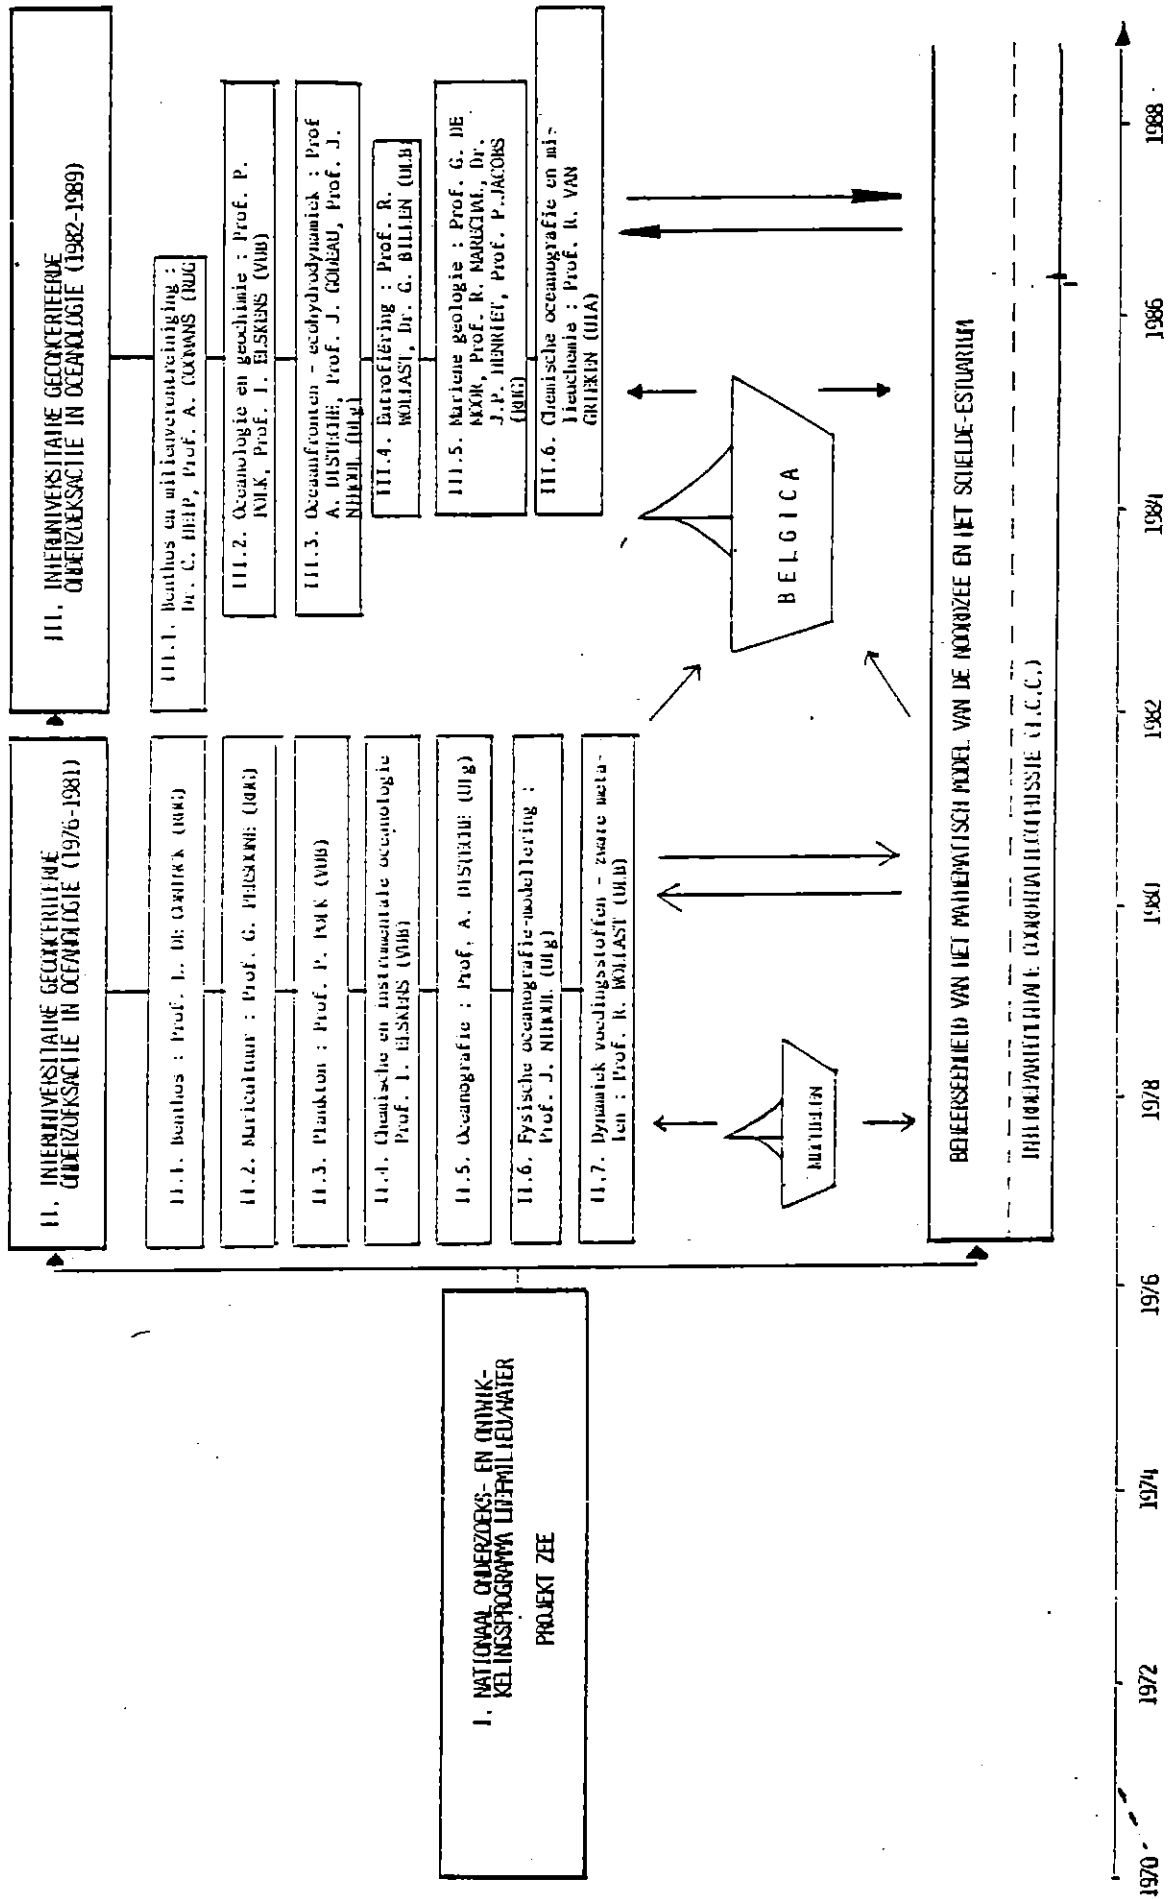 I. NATIONAAL ONDERZOEKS- EN ONTWIK-
KELINGSPROGRAMMA LEEFMILIEU/WATER
PROJEKT ZEE
II. INTERUNIVERSITAIRE GECONCERTEERDE
ONDERZOEKSACTIE IN OCEANOLOGIE (1976-1981)
II.1. Benthos : Prof. L. DE CONINCK (RUG)
II.2. Maricultuur : Prof. G. PERSOONE (RUG)
II.3. Plankton : Prof. P. POLK (VUB)
II.4. Chemische en instrumentale oceanologie
Prof. I. ELSKENS (VUB)
II.5. Oceanografie : Prof. A. DISTECHE (Ulg)
II.6. Fysische oceanografie-modellering :
Prof. J. NIHOUL (Ulg)
II.7. Dynamiek voedingsstoffen - zware meta-
len : Prof. R. WOLLAST (ULB)
III. INTERUNIVERSITAIRE GECONCERTEERDE
ONDERZOEKSACTIE IN OCEANOLOGIE (1982-1989)
III.1. Benthos en milieuverontreiniging :
Dr. C. HEIP, Prof. A. COOMANS (RUG
III.2. Oceanologie en geochimie : Prof. P.
POLK, Prof. I. ELSKENS (VUB)
III.3. Oceaanfronten - ecohydrodynamiek : Prof
A. DISTECHE, Prof. J. GODEAU, Prof. J.
NIHOUL (Ulg)
III.4. Eutrofiëring : Prof. R.
WOLLAST, Dr. G. BILLEN (ULB)
III.5. Mariene geologie : Prof. G. DE
MOOR, Prof. R. MARECHAL, Dr.
J.P. HENRIET, Prof. P. JACOBS
(RUG)
III.6. Chemische oceanografie en mi-
lieuchemie : Prof. R. VAN
GRIEKEN (UIA)
MECHELEN
BELGICA
BEHEERSEENHEID VAN HET MATHEMATISCH MODEL VAN DE NOORDZEE EN HET SCHELDE-ESTUARIUM
INTERDEPARTEMENTALE COORDINATIECOMMISSIE (I.C.C.)
1970 1972 1974 1976 1978 1980 1982 1984 1986 1988